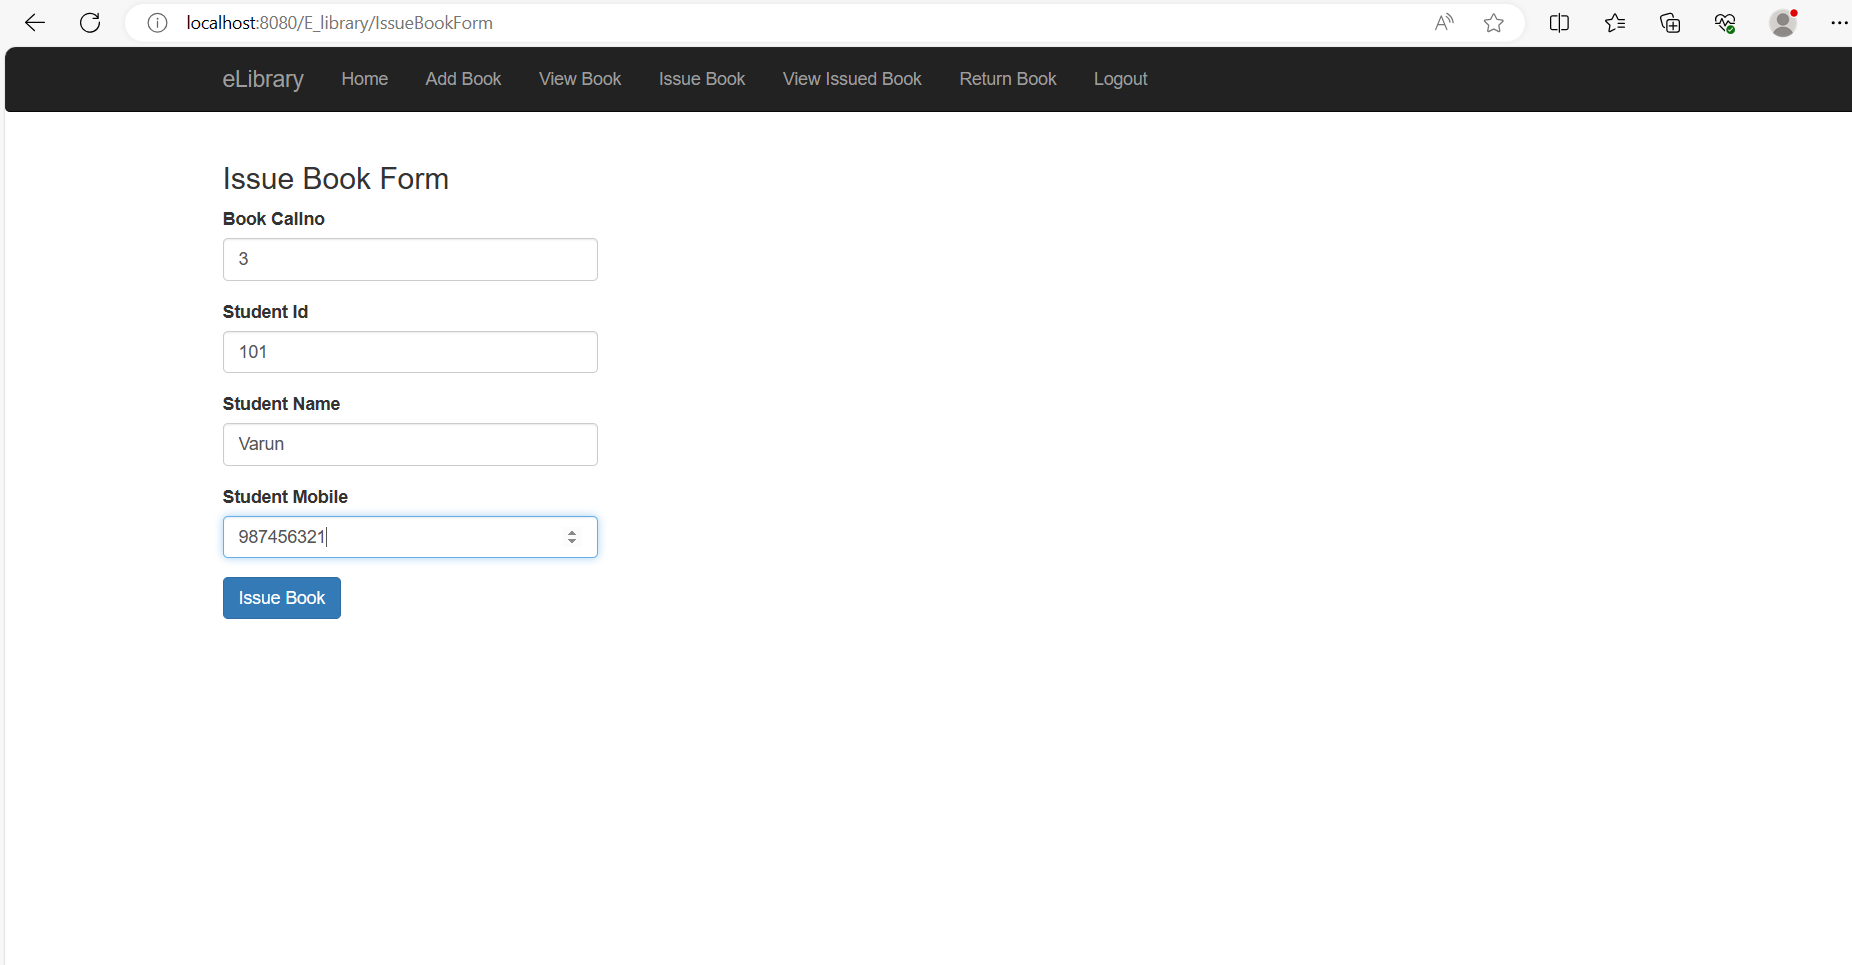 localhost:8080/E_library/IssueBookForm
eLibrary Home Add Book View Book Issue Book View Issued Book Return Book Logout
Issue Book Form
Book Callno
3
Student Id
101
Student Name
Varun
Student Mobile
987456321
Issue Book